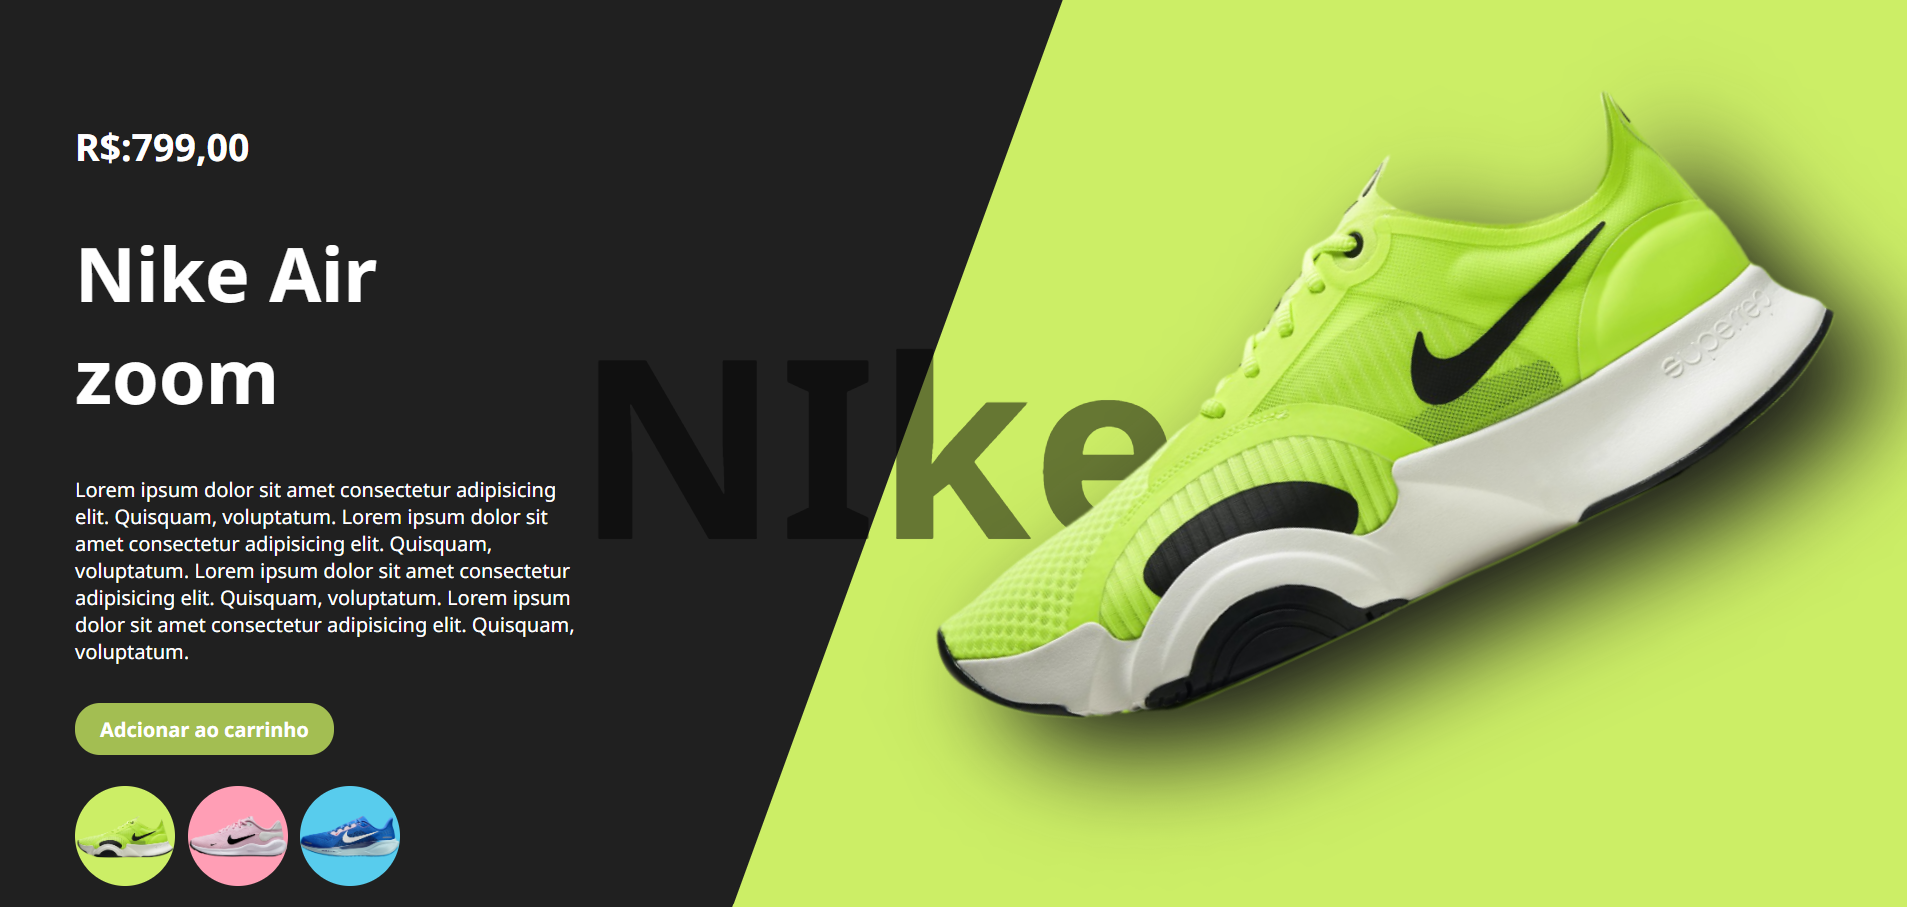 R$:799,00
Nike Air
zoom
NIke
Lorem ipsum dolor sit amet consectetur adipisicing
elit. Quisquam, voluptatum. Lorem ipsum dolor sit
amet consectetur adipisicing elit. Quisquam,
voluptatum. Lorem ipsum dolor sit amet consectetur
adipisicing elit. Quisquam, voluptatum. Lorem ipsum
dolor sit amet consectetur adipisicing elit. Quisquam,
voluptatum.
Adcionar ao carrinho
superrep